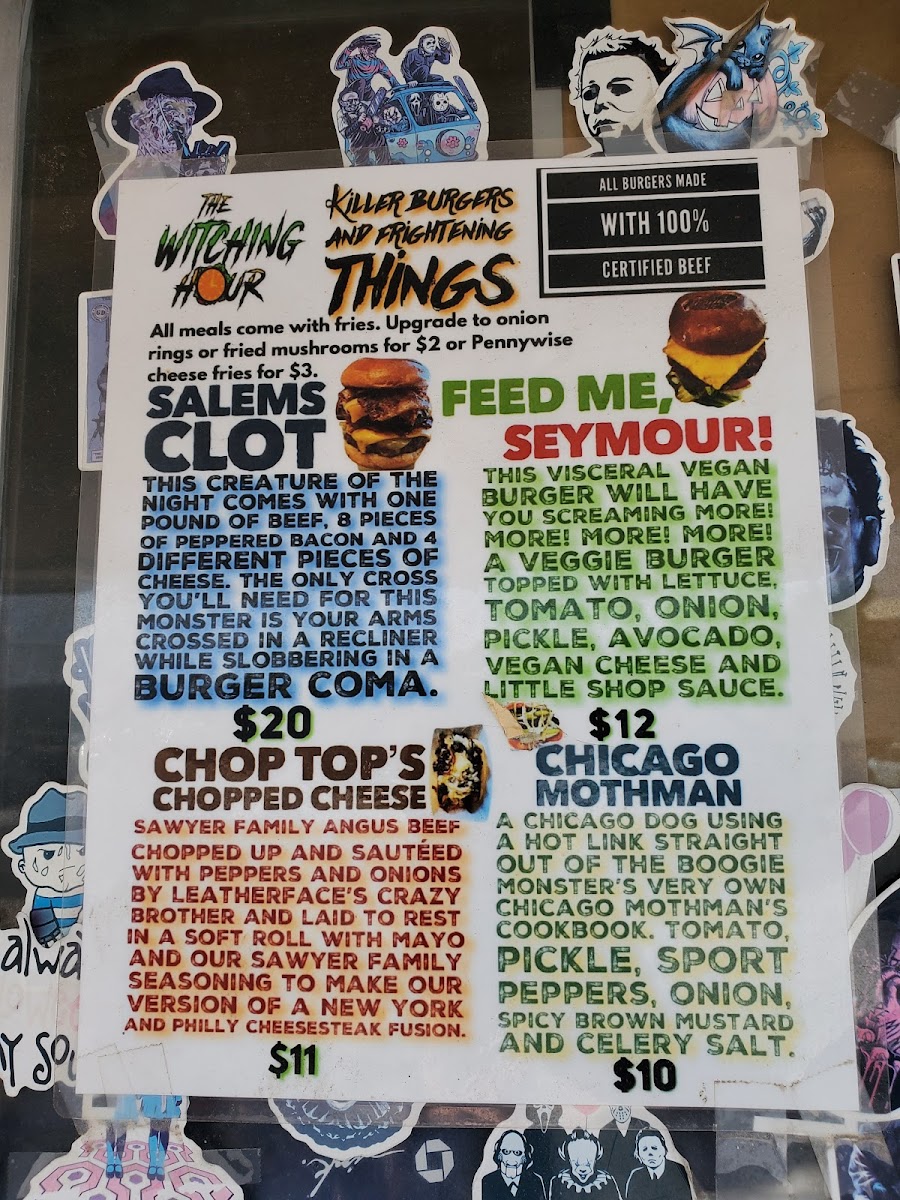 THE
WITCHING
HOUR
KILLER BURGERS
AND FRIGHTENING
THINGS
ALL BURGERS MADE
WITH 100%
CERTIFIED BEEF
All meals come with fries. Upgrade to onion
rings or fried mushrooms for $2 or Pennywise
cheese fries for $3.
SALEMS
CLOT
THIS CREATURE OF THE
NIGHT COMES WITH ONE
POUND OF BEEF, 8 PIECES
OF PEPPERED BACON AND 4
DIFFERENT PIECES OF
CHEESE. THE ONLY CROSS
YOU'LL NEED FOR THIS
MONSTER IS YOUR ARMS
CROSSED IN A RECLINER
WHILE SLOBBERING IN A
BURGER COMA.
$20
FEED ME,
SEYMOUR!
THIS VISCERAL VEGAN
BURGER WILL HAVE
YOU SCREAMING MORE!
MORE! MORE! MORE!
A VEGGIE BURGER
TOPPED WITH LETTUCE,
TOMATO, ONION,
PICKLE, AVOCADO,
VEGAN CHEESE AND
LITTLE SHOP SAUCE.
$12
CHOP TOP'S
CHOPPED CHEESE
SAWYER FAMILY ANGUS BEEF
CHOPPED UP AND SAUTÉED
WITH PEPPERS AND ONIONS
BY LEATHERFACE'S CRAZY
BROTHER AND LAID TO REST
IN A SOFT ROLL WITH MAYO
AND OUR SAWYER FAMILY
SEASONING TO MAKE OUR
VERSION OF A NEW YORK
AND PHILLY CHEESESTEAK FUSION.
$11
CHICAGO
MOTHMAN
A CHICAGO DOG USING
A HOT LINK STRAIGHT
OUT OF THE BOOGIE
MONSTER'S VERY OWN
CHICAGO MOTHMAN'S
COOKBOOK. TOMATO,
PICKLE, SPORT
PEPPERS, ONION,
SPICY BROWN MUSTARD
AND CELERY SALT.
$10